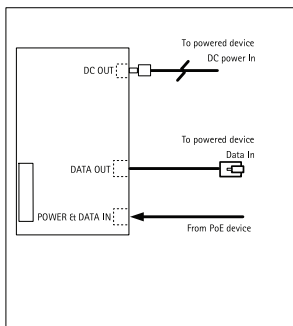 To powered device
DC power In
DC OUT
To powered device
Data In
DATA OUT
POWER & DATA IN
From PoE device